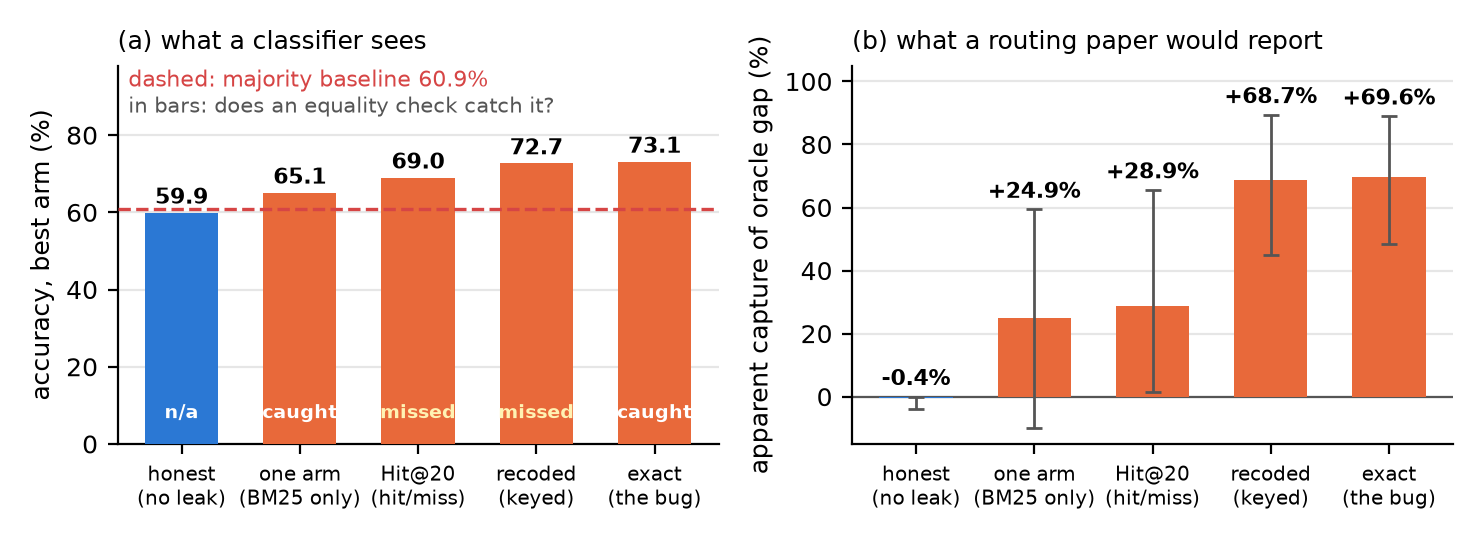 (a) what a classifier sees
dashed: majority baseline 60.9%
in bars: does an equality check catch it?
accuracy, best arm (%)
80
60
40
20
0
59.9
65.1
69.0
72.7
73.1
n/a
caught
missed
missed
caught
honest
(no leak)
one arm
(BM25 only)
Hit@20
(hit/miss)
recoded
(keyed)
exact
(the bug)
(b) what a routing paper would report
apparent capture of oracle gap (%)
100
80
60
40
20
0
-0.4%
+24.9%
+28.9%
+68.7%
+69.6%
honest
(no leak)
one arm
(BM25 only)
Hit@20
(hit/miss)
recoded
(keyed)
exact
(the bug)